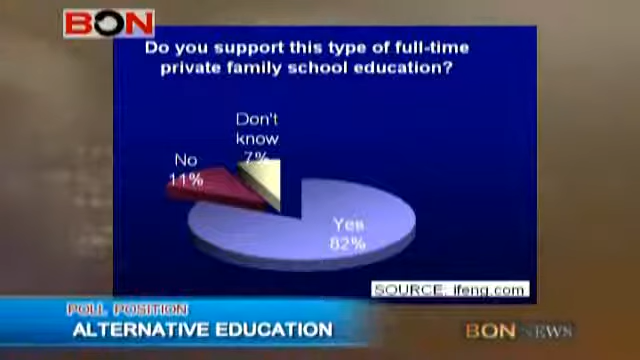 BON
Do you support this type of full-time
private family school education?
Don't
know
7%
No
11%
Yes
82%
SOURCE: ifeng.com
POLL POSITION
ALTERNATIVE EDUCATION
BON NEWS